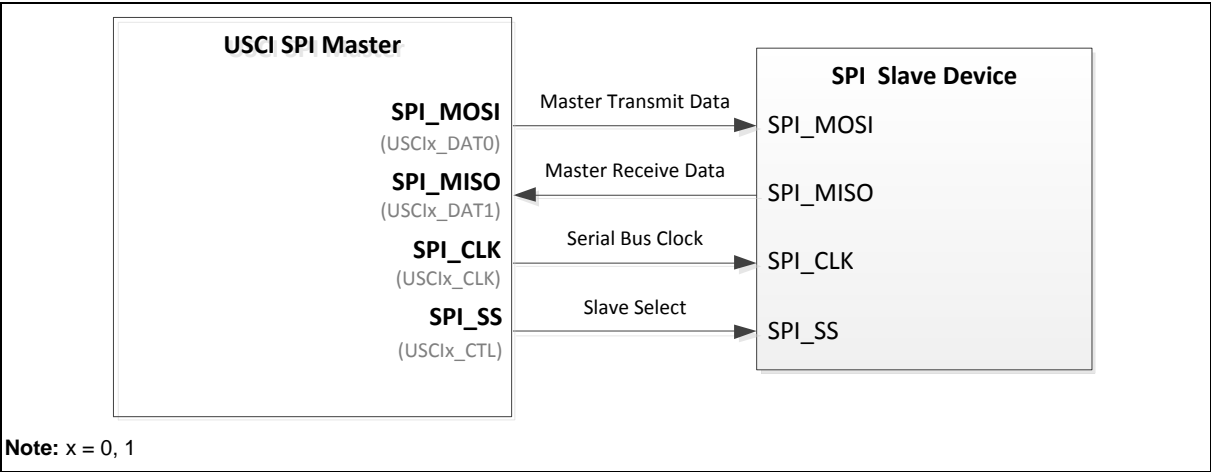 USCI SPI Master
SPI Slave Device
SPI_MOSI
(USCIx_DAT0)
Master Transmit Data
SPI_MOSI
SPI_MISO
(USCIx_DAT1)
Master Receive Data
SPI_MISO
SPI_CLK
(USCIx_CLK)
Serial Bus Clock
SPI_CLK
SPI_SS
(USCIx_CTL)
Slave Select
SPI_SS
Note: x = 0, 1